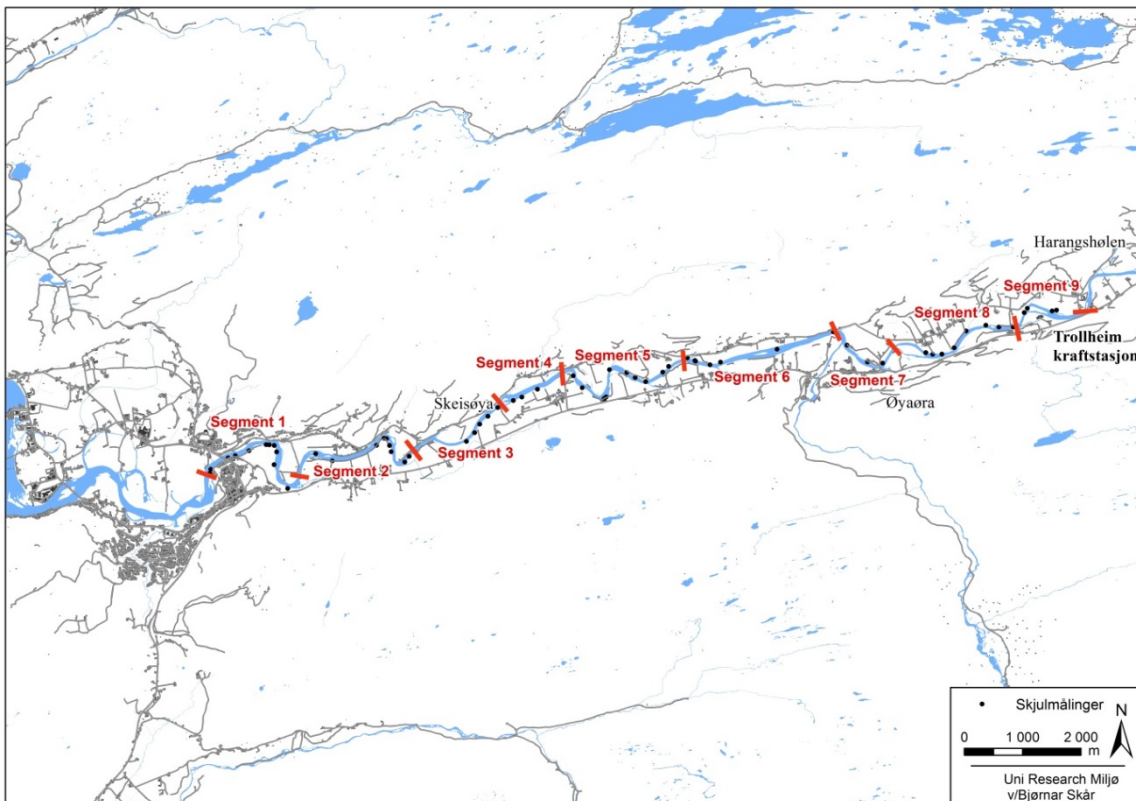 Harangshølen
Segment 9
Segment 8
Trollheim
kraftstasjon
Segment 4
Segment 5
Segment 6
Segment 7
Øyaøra
Skeisøya
Segment 1
Segment 3
Segment 2
Skjulmålinger
N
0 1 000 2 000
m
Uni Research Miljø
v/Bjørnar Skår